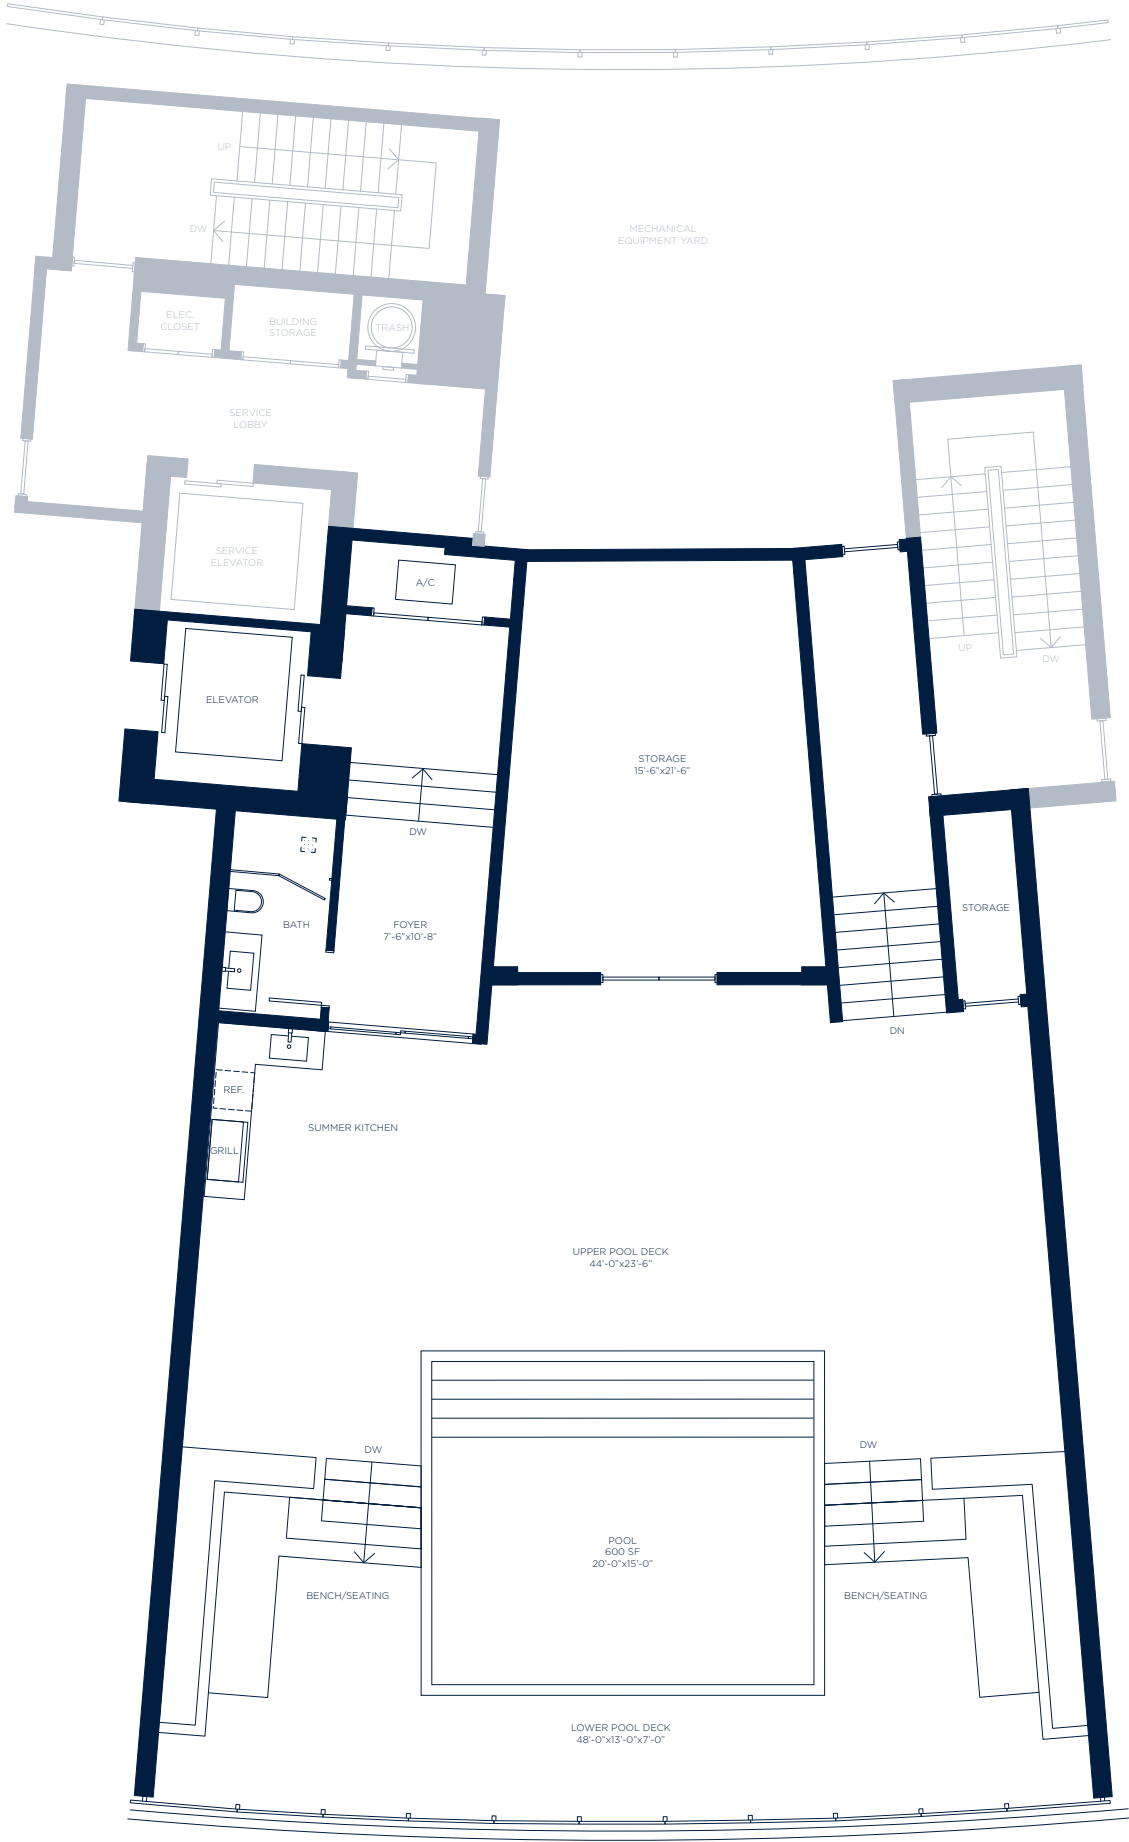 UP
DW
MECHANICAL
EQUIPMENT YARD
ELEC.
CLOSET
BUILDING
STORAGE
TRASH
SERVICE
LOBBY
SERVICE
ELEVATOR
A/C
UP
DW
ELEVATOR
STORAGE
15'-6"x21'-6"
DW
BATH
FOYER
7'-6"x10'-8"
STORAGE
DN
REF.
GRILL
SUMMER KITCHEN
UPPER POOL DECK
44'-0"x23'-6"
DW
DW
POOL
600 SF
20'-0"x15'-0"
BENCH/SEATING
BENCH/SEATING
LOWER POOL DECK
48'-0"x13'-0"x7'-0"